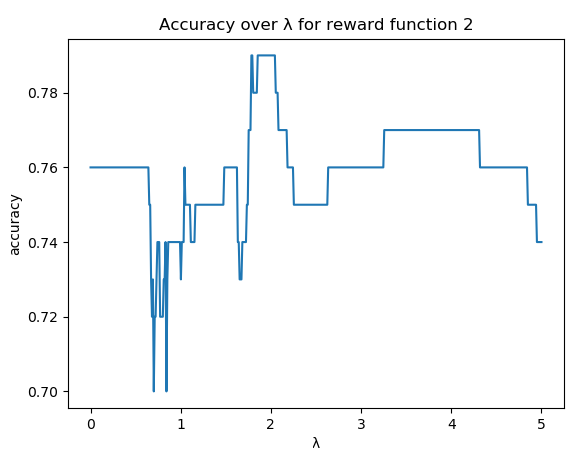 Accuracy over λ for reward function 2
accuracy
0.78
0.76
0.74
0.72
0.70
0 1 2 3 4 5
λ